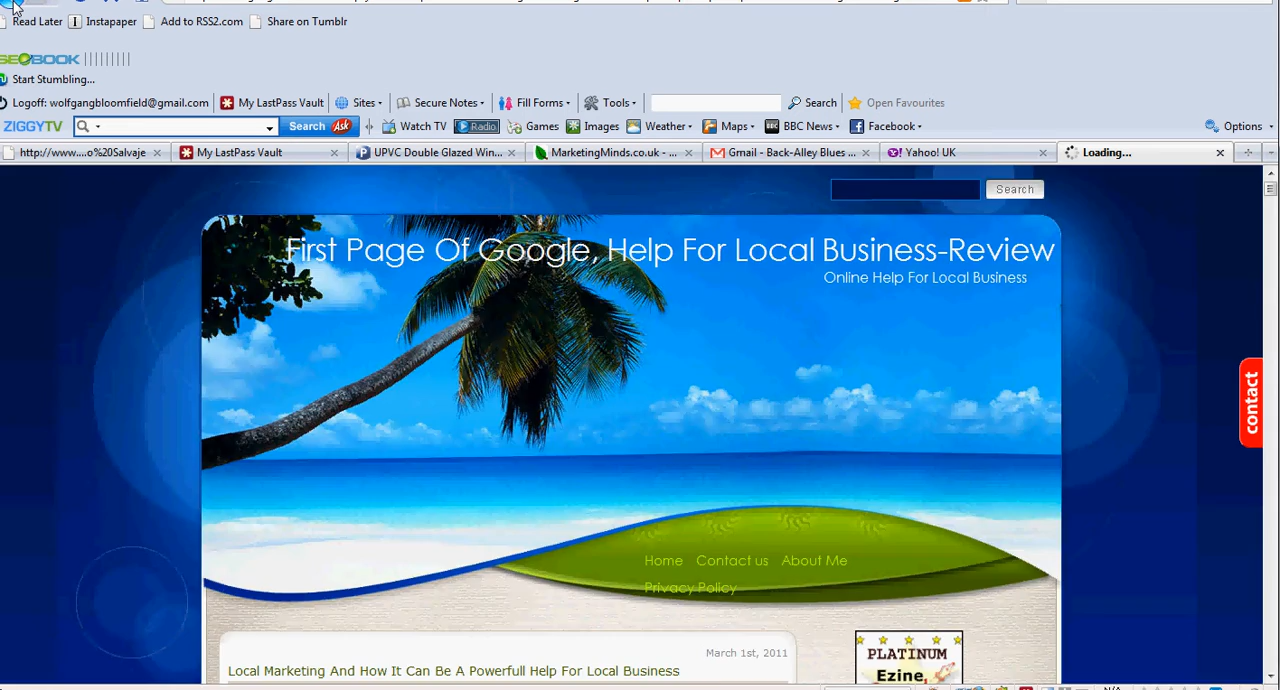 Read Later Instapaper Add to RSS2.com Share on Tumblr
SEOBOOK
Start Stumbling...
Logoff: wolfgangbloomfield@gmail.com My LastPass Vault Sites Secure Notes Fill Forms Tools Search Open Favourites
ZIGGYTV Search Ask Watch TV Radio Games Images Weather Maps BBC News Facebook Options
http://www....o%20Salvaje My LastPass Vault UPVC Double Glazed Win... MarketingMinds.co.uk - ... Gmail - Back-Alley Blues ... Yahoo! UK Loading...
Search
First Page Of Google, Help For Local Business-Review
Online Help For Local Business
contact
Home Contact us About Me
Privacy Policy
March 1st, 2011
Local Marketing And How It Can Be A Powerfull Help For Local Business
PLATINUM
Ezine
N/A